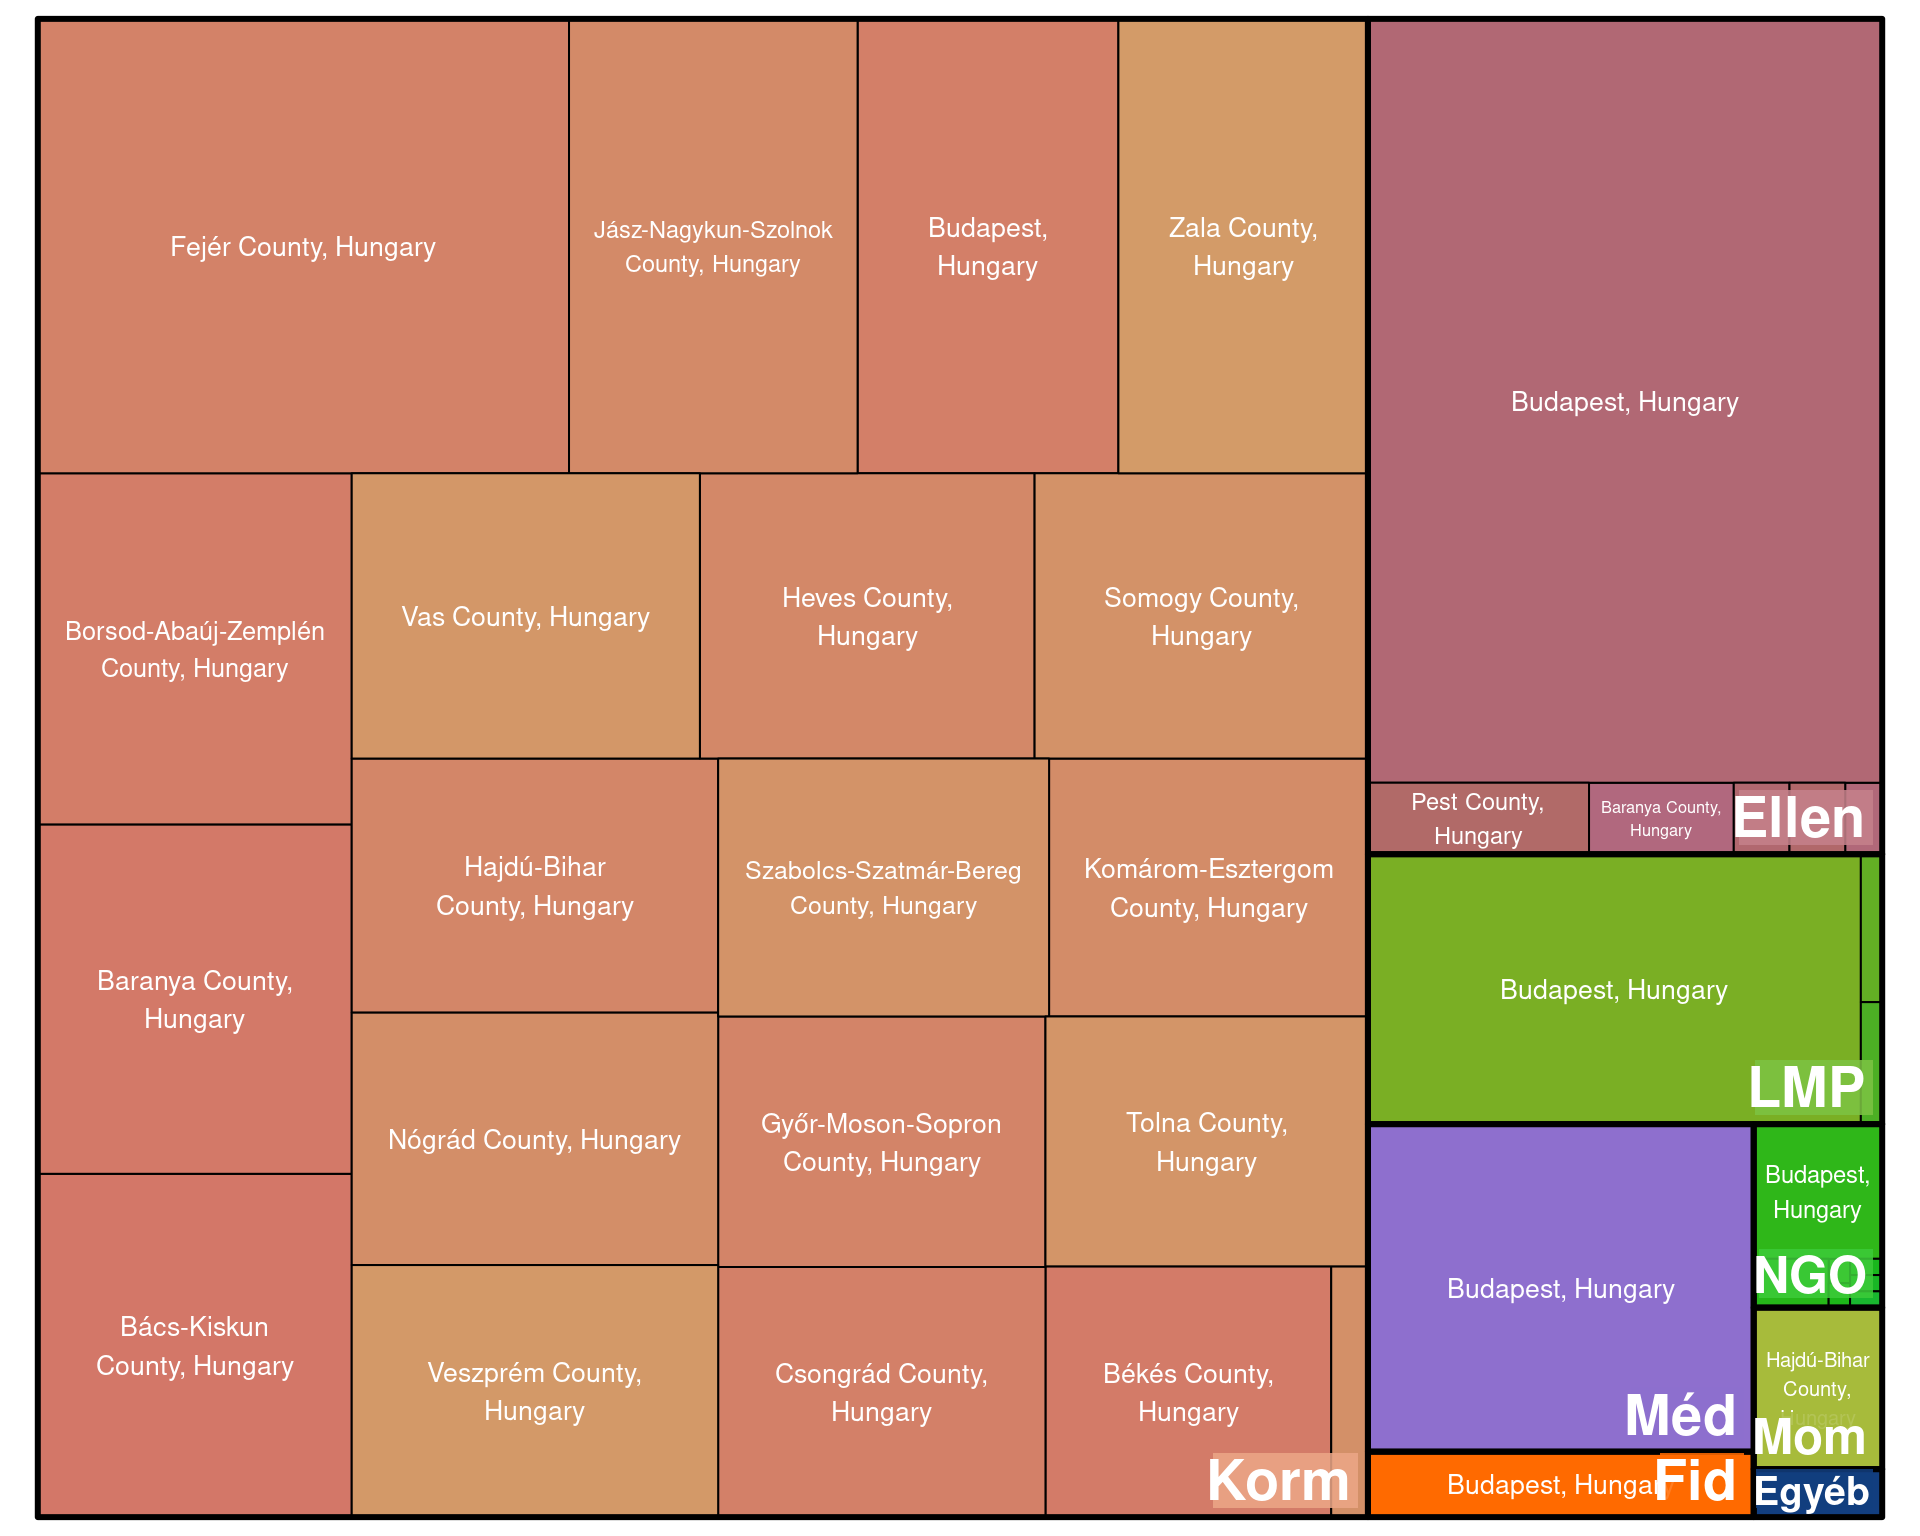 Fejér County, Hungary
Jász-Nagykun-Szolnok
County, Hungary
Budapest,
Hungary
Zala County,
Hungary
Borsod-Abaúj-Zemplén
County, Hungary
Vas County, Hungary
Heves County,
Hungary
Somogy County,
Hungary
Hajdú-Bihar
County, Hungary
Szabolcs-Szatmár-Bereg
County, Hungary
Komárom-Esztergom
County, Hungary
Baranya County,
Hungary
Nógrád County, Hungary
Győr-Moson-Sopron
County, Hungary
Tolna County,
Hungary
Bács-Kiskun
County, Hungary
Veszprém County,
Hungary
Csongrád County,
Hungary
Békés County,
Hungary
Korm
Budapest, Hungary
Pest County,
Hungary
Baranya County,
Hungary
Ellen
Budapest, Hungary
LMP
Budapest, Hungary
Méd
Budapest,
Hungary
NGO
Hajdú-Bihar
County,
Hungary
Mom
Budapest, Hungary
Fid
Egyéb